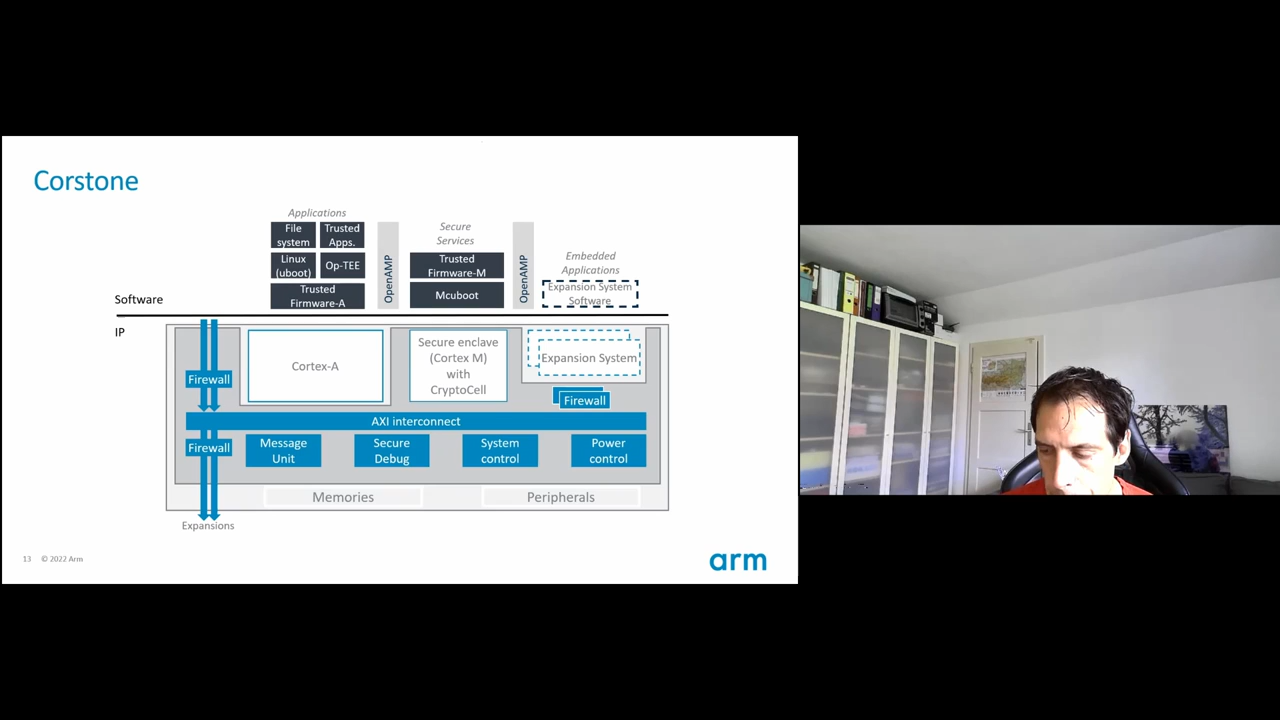 Corstone
Applications
File
system
Trusted
Apps.
Linux
(uboot)
Op-TEE
Trusted
Firmware-A
OpenAMP
Secure
Services
Trusted
Firmware-M
Mcuboot
OpenAMP
Embedded
Applications
Expansion System
Software
Software
IP
Cortex-A
Secure enclave
(Cortex M)
with
CryptoCell
Expansion System
Firewall
Firewall
AXI interconnect
Firewall
Message
Unit
Secure
Debug
System
control
Power
control
Memories
Peripherals
Expansions
13 © 2022 Arm
arm